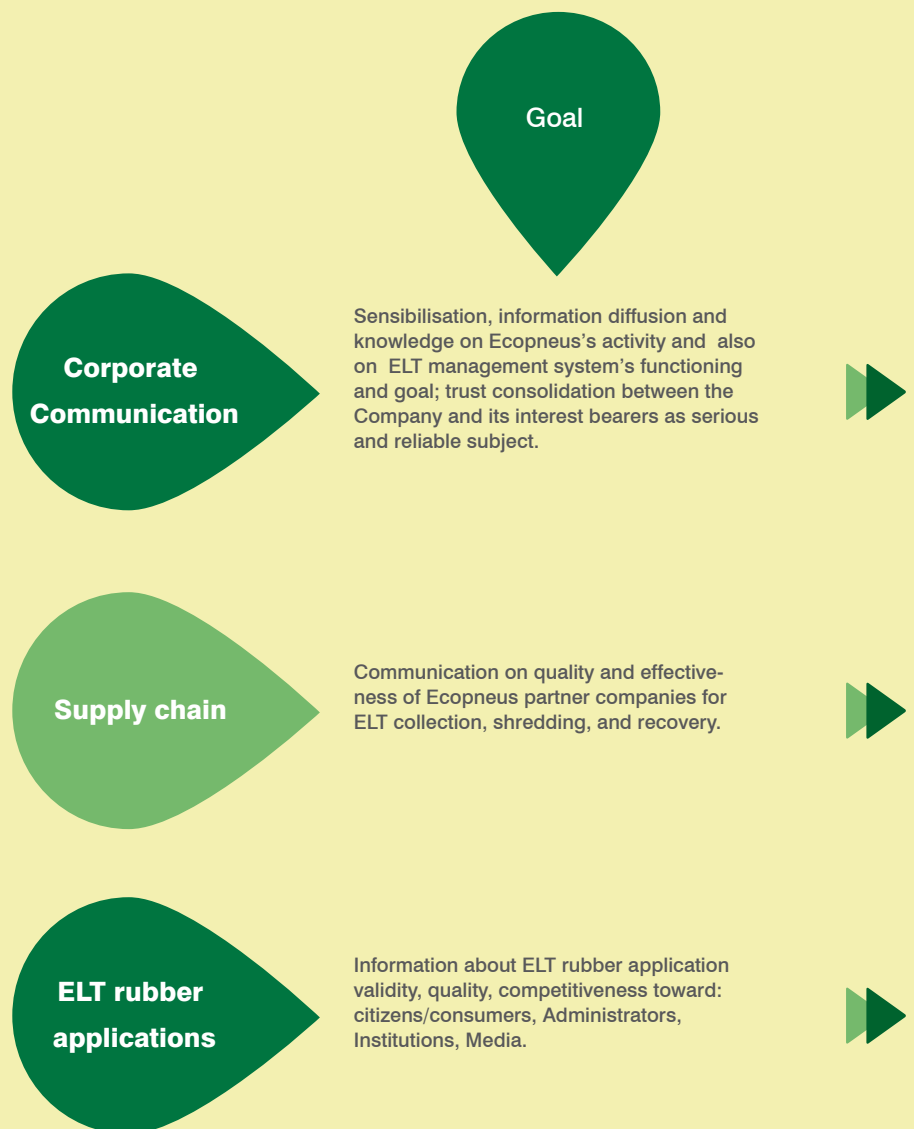 Goal
Corporate
Communication
Sensibilisation, information diffusion and
knowledge on Ecopneus's activity and also
on ELT management system's functioning
and goal; trust consolidation between the
Company and its interest bearers as serious
and reliable subject.
Supply chain
Communication on quality and effective-
ness of Ecopneus partner companies for
ELT collection, shredding, and recovery.
ELT rubber
applications
Information about ELT rubber application
validity, quality, competitiveness toward:
citizens/consumers, Administrators,
Institutions, Media.